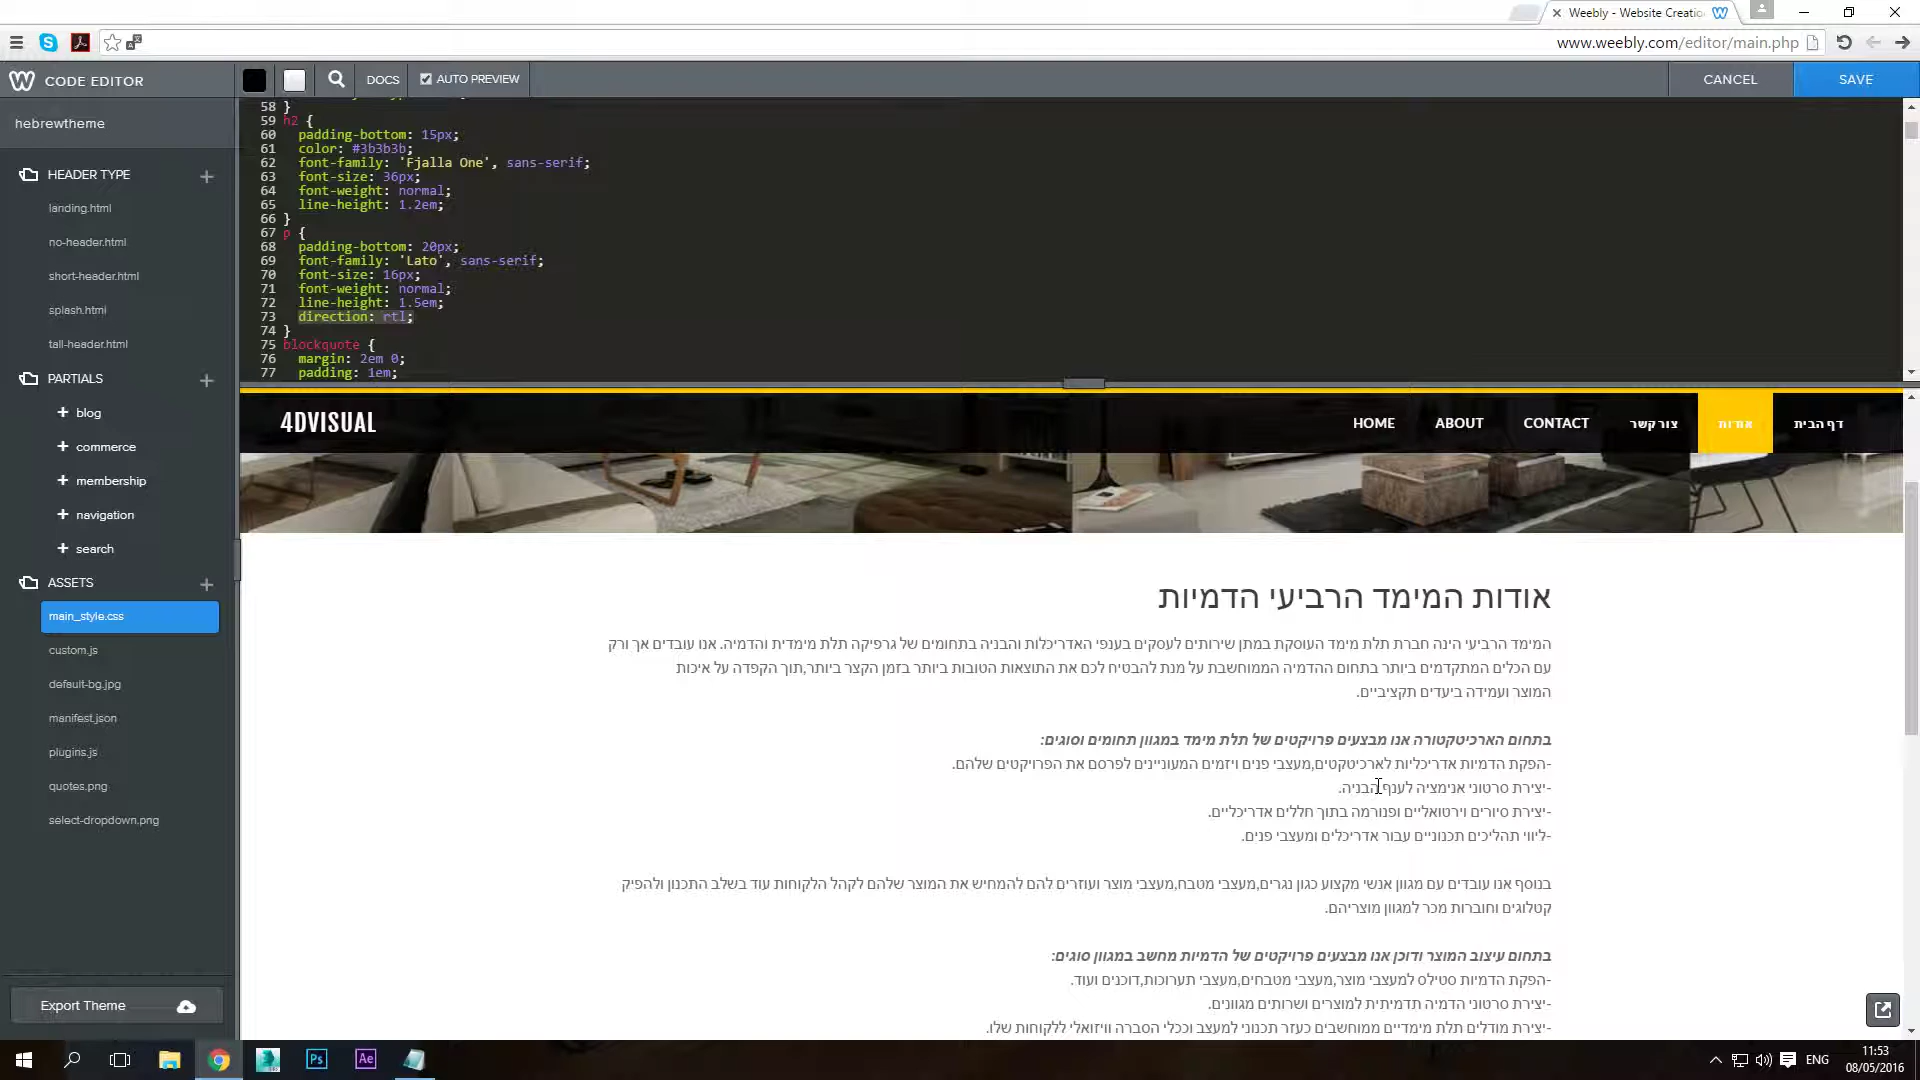 Weebly - Website Creatio
www.weebly.com/editor/main.php
CODE EDITOR
DOCS
AUTO PREVIEW
CANCEL
SAVE
hebrewtheme
HEADER TYPE
landing.html
no-header.html
short-header.html
splash.html
tall-header.html
PARTIALS
blog
commerce
membership
navigation
search
ASSETS
main_style.css
custom.js
default-bg.jpg
manifest.json
plugins.js
quotes.png
select-dropdown.png
Export Theme
58 }
59 h2 {
60 padding-bottom: 15px;
61 color: #3b3b3b;
62 font-family: 'Fjalla One', sans-serif;
63 font-size: 36px;
64 font-weight: normal;
65 line-height: 1.2em;
66 }
67 p {
68 padding-bottom: 20px;
69 font-family: 'Lato', sans-serif;
70 font-size: 16px;
71 font-weight: normal;
72 line-height: 1.5em;
73 direction: rtl;
74 }
75 blockquote {
76 margin: 2em 0;
77 padding: 1em;
4DVISUAL
HOME ABOUT CONTACT צור קשר אודות דף הבית
אודות המימד הרביעי הדמיות
המימד הרביעי הינה חברת תלת מימד העוסקת במתן שירותים לעסקים בענפי האדריכלות והבניה בתחומים של גרפיקה תלת מימדית והדמיה. אנו עובדים אך ורק
עם הכלים המתקדמים ביותר בתחום ההדמיה הממוחשבת על מנת להבטיח לכם את התוצאות הטובות ביותר בזמן הקצר ביותר,תוך הקפדה על איכות
המוצר ועמידה ביעדים תקציביים.
בתחום הארכיטקטורה אנו מבצעים פרויקטים של תלת מימד במגוון תחומים וסוגים:
-הפקת הדמיות אדריכליות לארכיטקטים,מעצבי פנים ויזמים המעוניינים לפרסם את הפרויקטים שלהם.
-יצירת סרטוני אנימציה לענף הבניה.
-יצירת סיורים וירטואליים ופנורמה בתוך חללים אדריכליים.
-ליווי תהליכים תכנוניים עבור אדריכלים ומעצבי פנים.
בנוסף אנו עובדים עם מגוון אנשי מקצוע כגון נגרים,מעצבי מטבח,מעצבי מוצר ועוזרים להם להמחיש את המוצר שלהם לקהל הלקוחות עוד בשלב התכנון ולהפיק
קטלוגים וחוברות מכר למגוון מוצריהם.
בתחום עיצוב המוצר ודוכן אנו מבצעים פרויקטים של הדמיות מחשב במגוון סוגים:
-הפקת הדמיות סטילס למעצבי מוצר,מעצבי מטבחים,מעצבי תערוכות,דוכנים ועוד.
-יצירת סרטוני הדמיה תדמיתית למוצרים ושרותים מגוונים.
-יצירת מודלים תלת מימדיים ממוחשבים כעזר תכנוני למעצב וככלי הסברה וויזואלי ללקוחות שלו.
Ps
Ae
ENG
11:53
08/05/2016